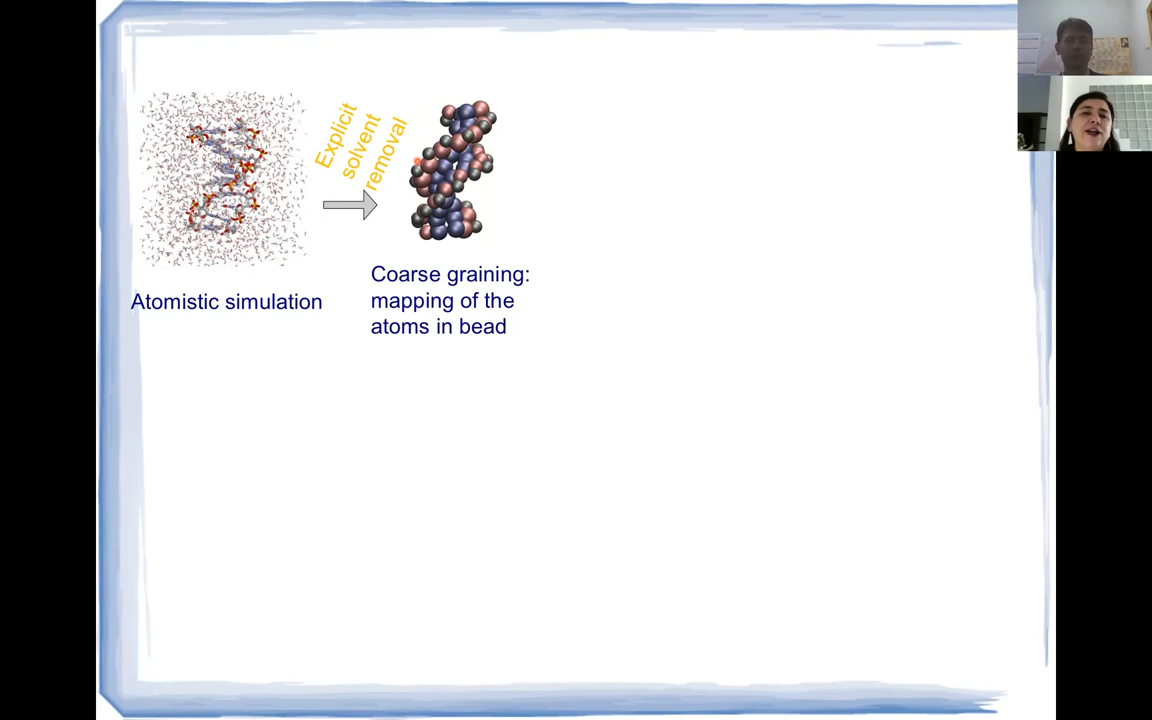 Explicit
solvent
removal
Atomistic simulation
Coarse graining:
mapping of the
atoms in bead